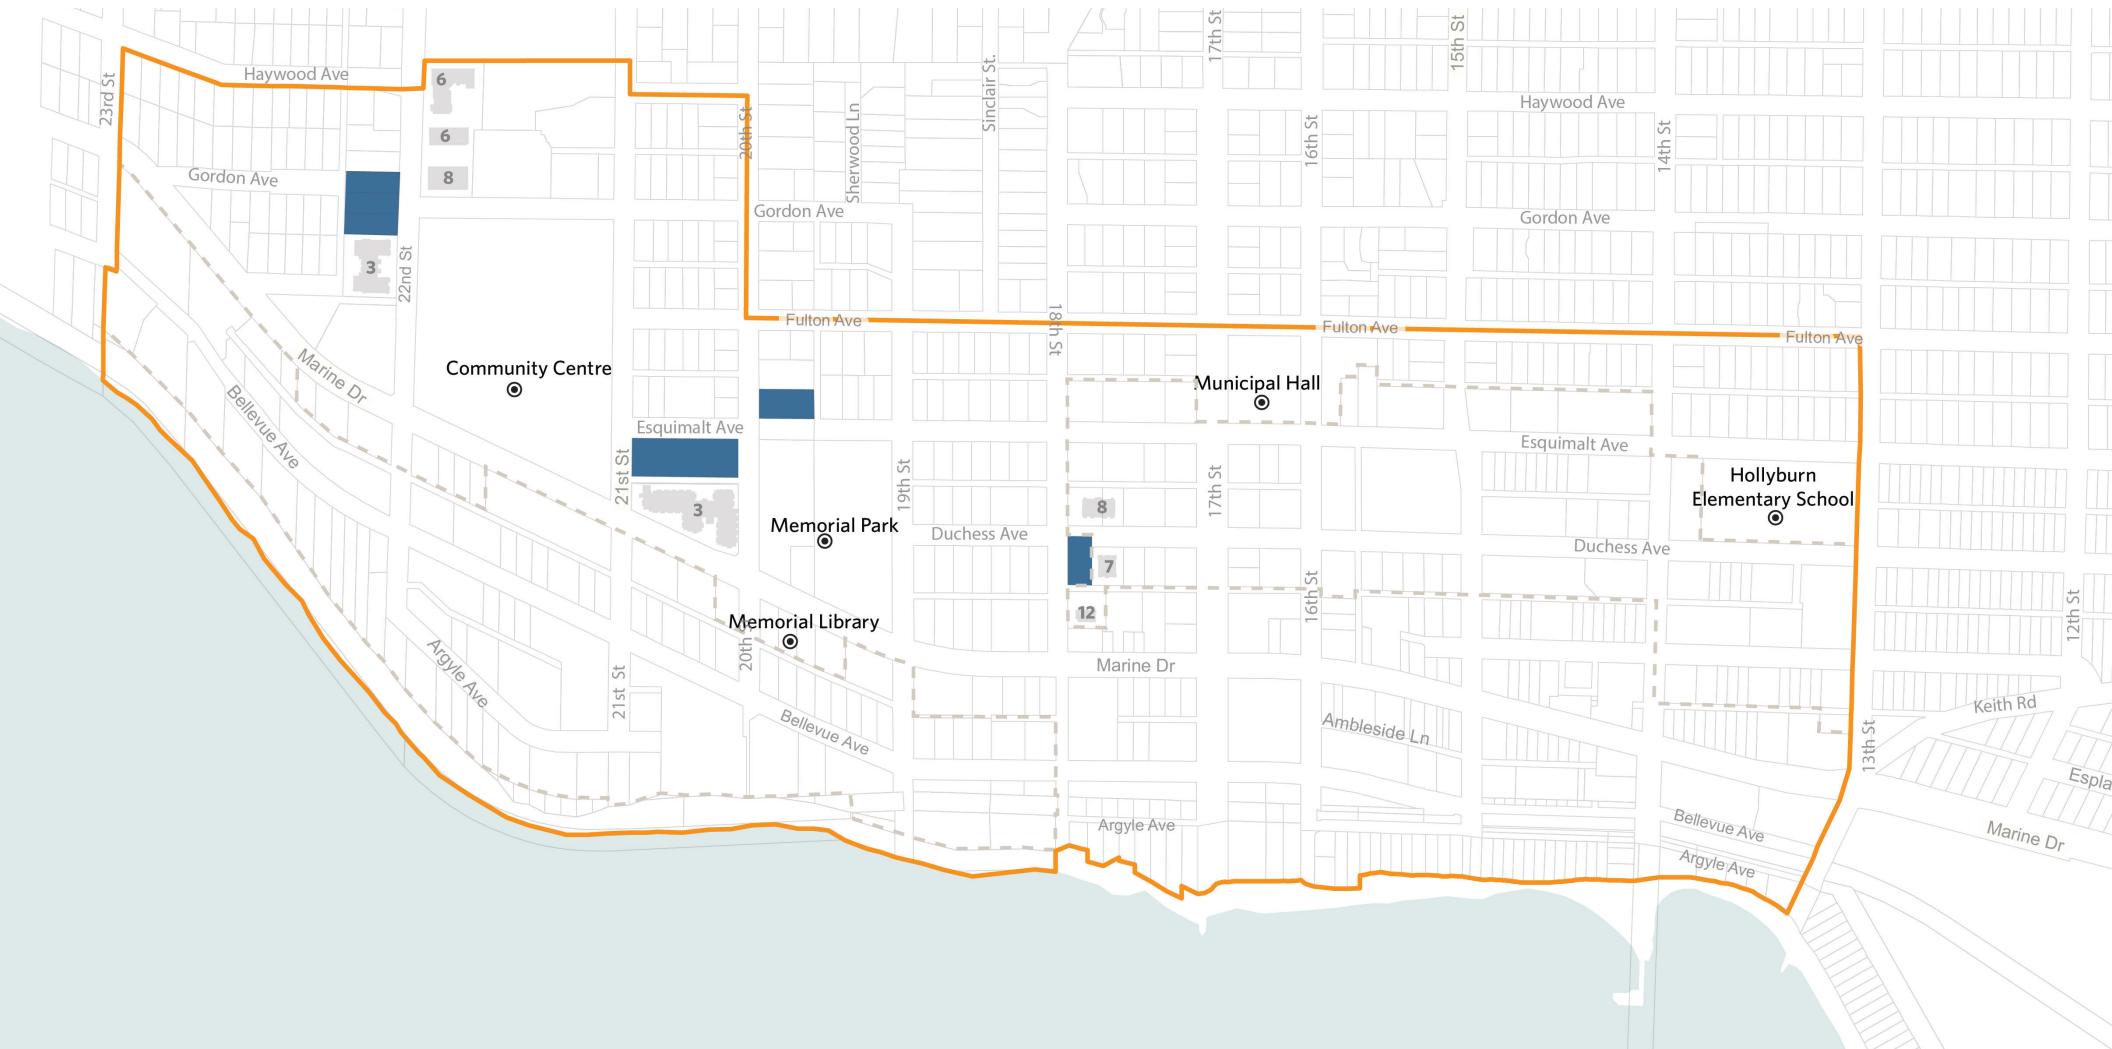 17th St
15th St
Haywood Ave
23rd St
6
Sinclair St.
Haywood Ave
20th St
Sherwood Ln
16th St
14th St
6
Gordon Ave
8
Gordon Ave
Gordon Ave
3
22nd St
18th St
Fulton Ave
Fulton Ave
Fulton Ave
Marine Dr
Community Centre
Municipal Hall
Bellevue Ave
Esquimalt Ave
Esquimalt Ave
21st St
19th St
17th St
Hollyburn
Elementary School
3
8
Memorial Park
Duchess Ave
Duchess Ave
7
16th St
12th St
12
Memorial Library
20th St
Argyle Ave
21st St
Marine Dr
Bellevue Ave
Ambleside Ln
Keith Rd
13th St
Espla
Argyle Ave
Bellevue Ave
Marine Dr
Argyle Ave